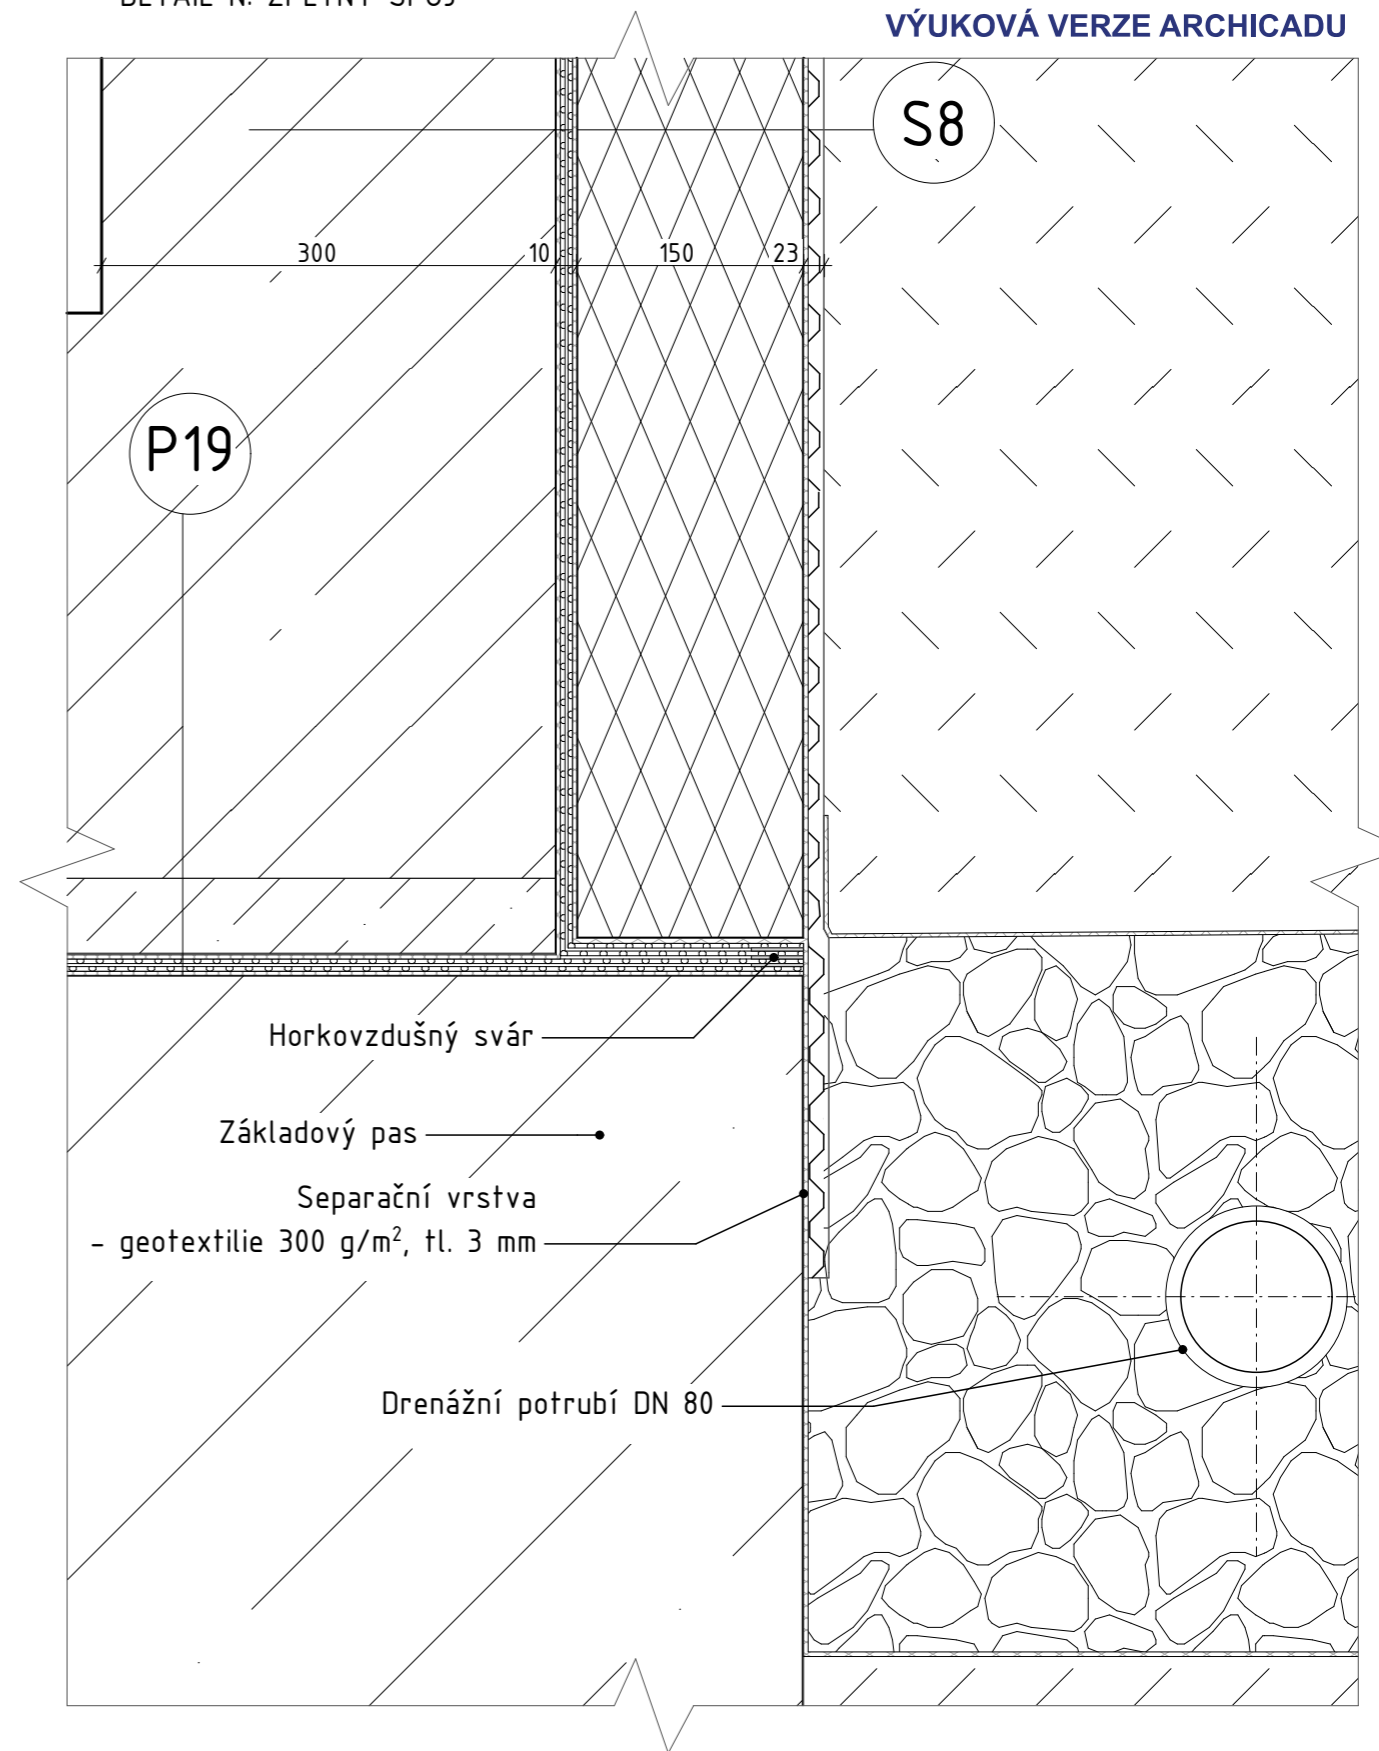 VÝUKOVÁ VERZE ARCHICADU
S8
300 10 150 23
P19
Horkovzdušný svár
Základový pas
Separační vrstva
- geotextilie 300 g/m², tl. 3 mm
Drenážní potrubí DN 80